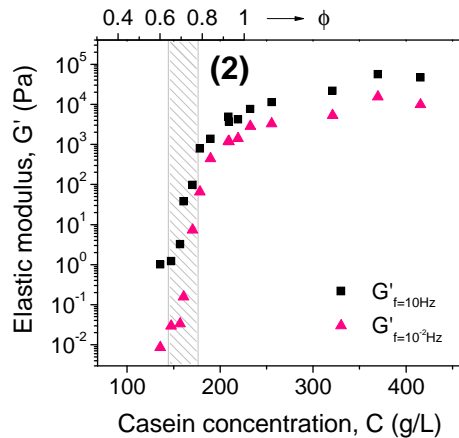 0.4 0.6 0.8 1 → ϕ
(2)
Elastic modulus, G' (Pa)
10⁵
10⁴
10³
10²
10¹
10⁰
10⁻¹
10⁻²
G' f=10Hz
G' f=10⁻²Hz
100 200 300 400
Casein concentration, C (g/L)